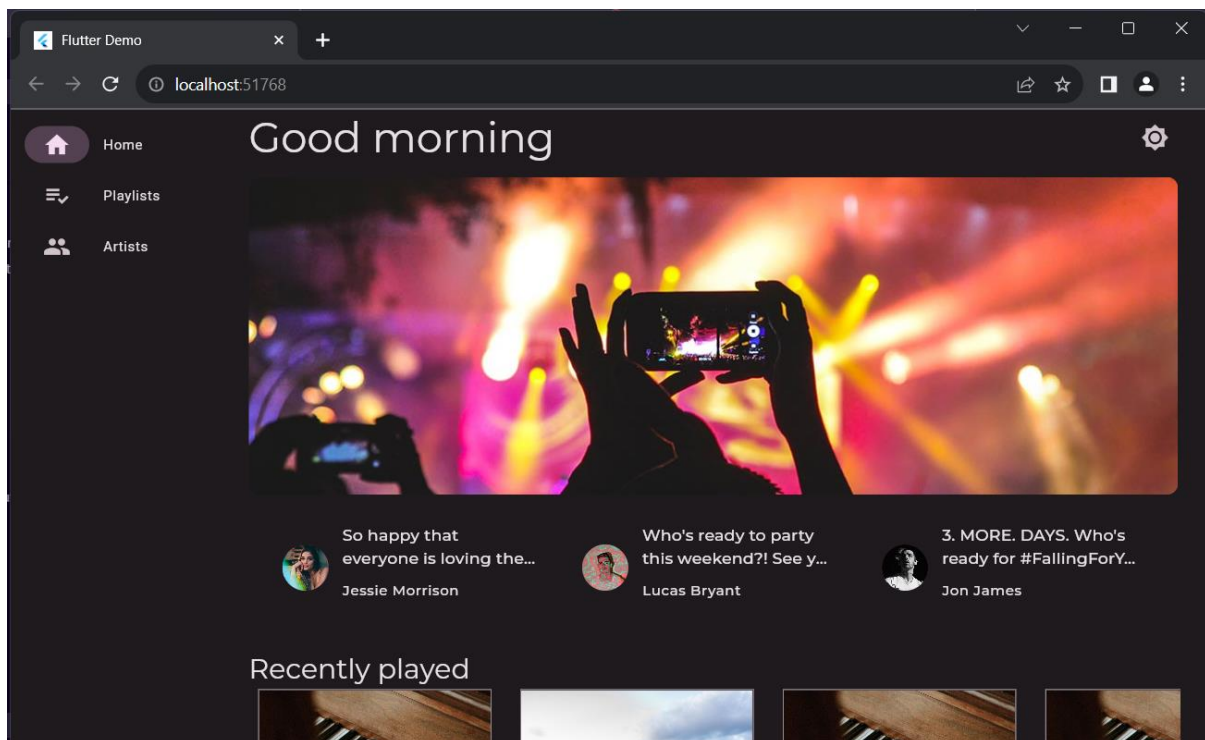 Flutter Demo
localhost:51768
Home
Good morning
Playlists
Artists
So happy that
everyone is loving the...
Jessie Morrison
Who's ready to party
this weekend?! See y...
Lucas Bryant
3. MORE. DAYS. Who's
ready for #FallingForY...
Jon James
Recently played